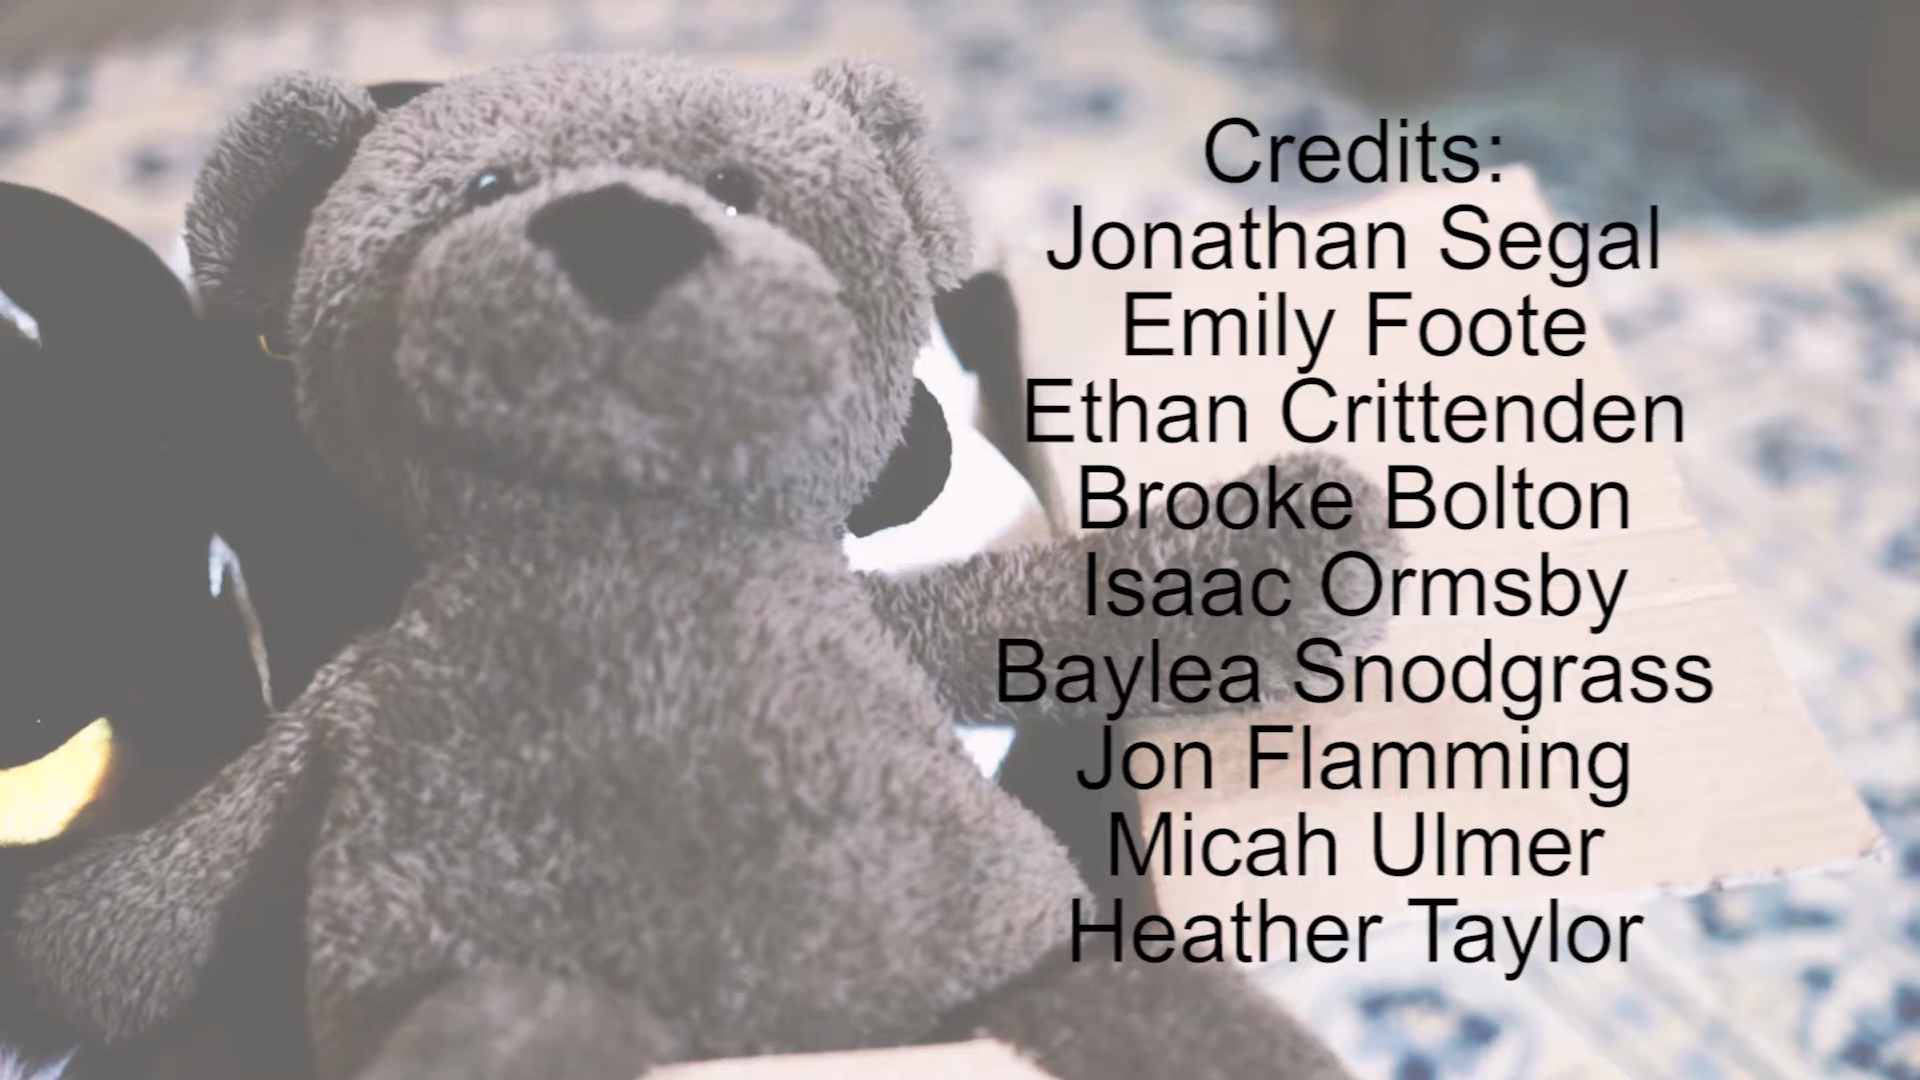 Credits:
Jonathan Segal
Emily Foote
Ethan Crittenden
Brooke Bolton
Isaac Ormsby
Baylea Snodgrass
Jon Flamming
Micah Ulmer
Heather Taylor